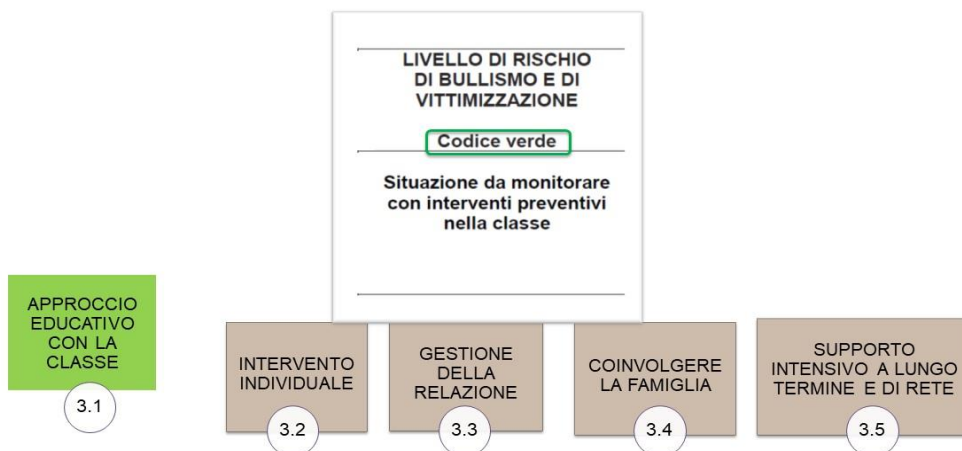 LIVELLO DI RISCHIO
DI BULLISMO E DI
VITTIMIZZAZIONE
Codice verde
Situazione da monitorare
con interventi preventivi
nella classe
APPROCCIO
EDUCATIVO
CON LA
CLASSE
3.1
INTERVENTO
INDIVIDUALE
3.2
GESTIONE
DELLA
RELAZIONE
3.3
COINVOLGERE
LA FAMIGLIA
3.4
SUPPORTO
INTENSIVO A LUNGO
TERMINE E DI RETE
3.5